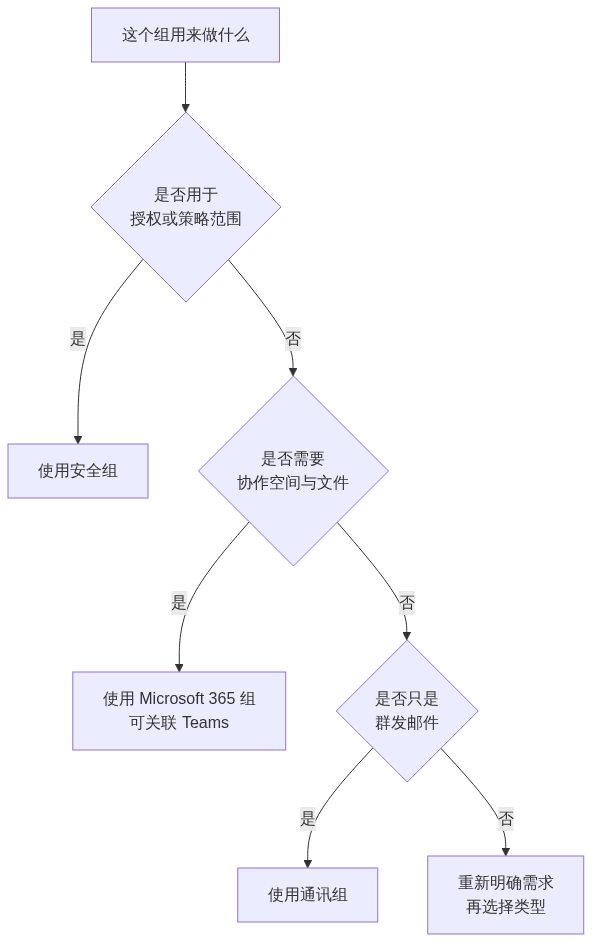 这个组用来做什么
是否用于
授权或策略范围
是
否
使用安全组
是否需要
协作空间与文件
是
否
使用 Microsoft 365 组
可关联 Teams
是否只是
群发邮件
是
否
使用通讯组
重新明确需求
再选择类型